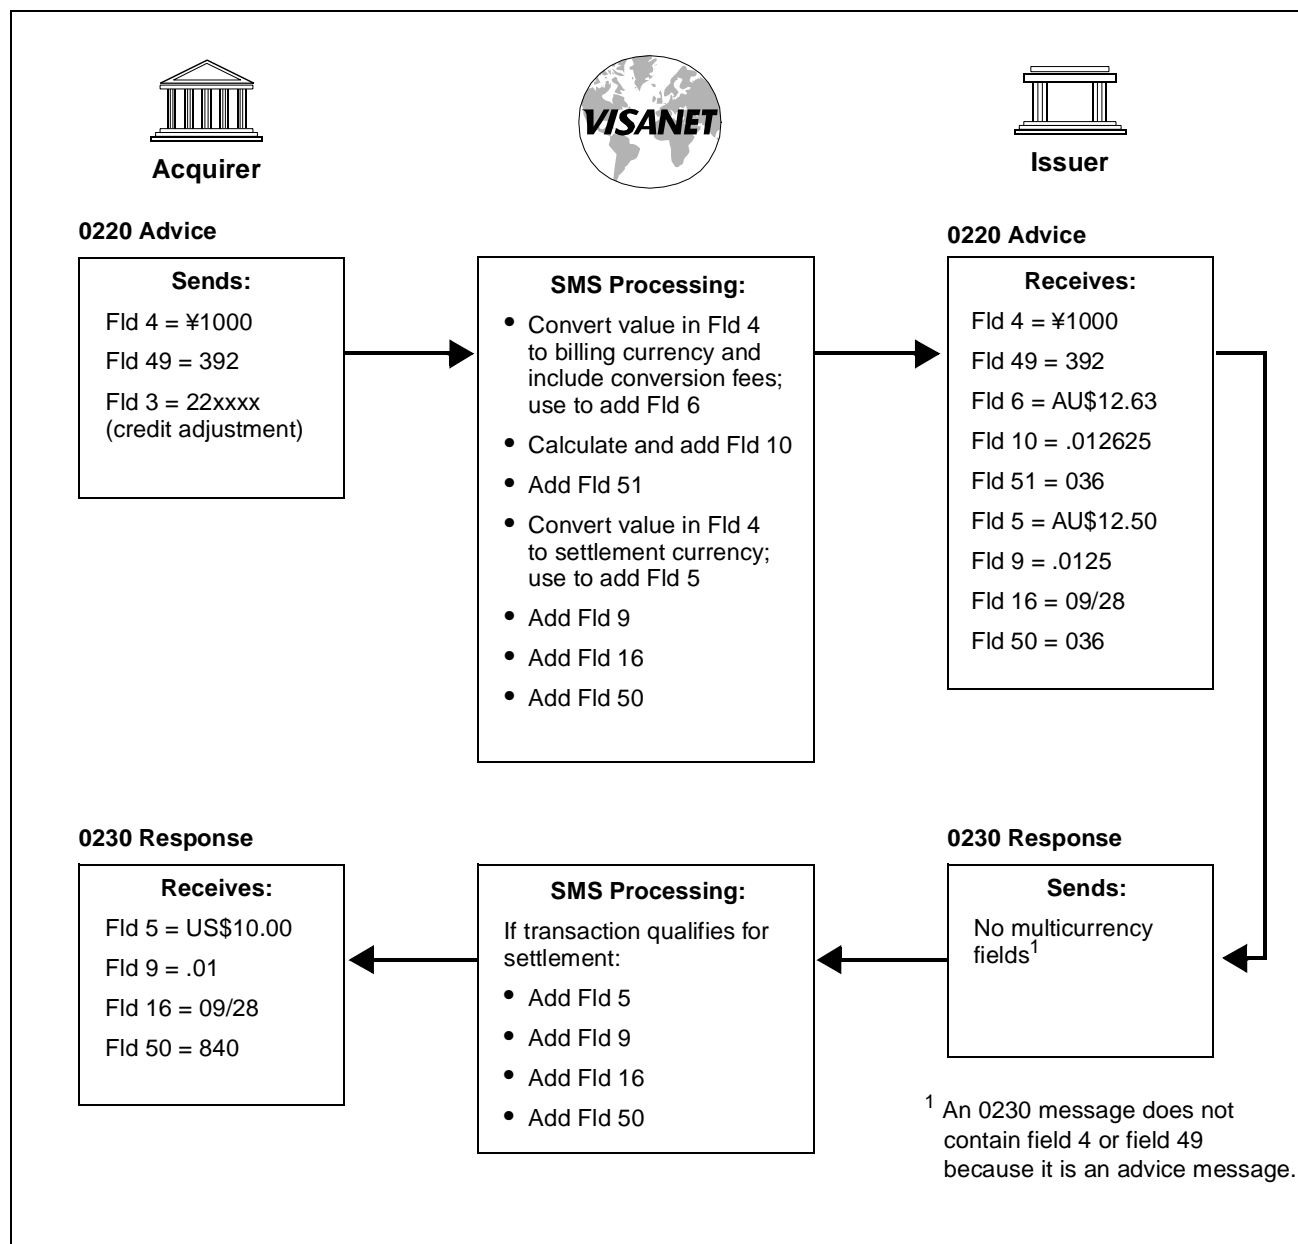 VISANET
Acquirer
Issuer
0220 Advice
Sends:
Fld 4 = ¥1000
Fld 49 = 392
Fld 3 = 22xxxx
(credit adjustment)
SMS Processing:
• Convert value in Fld 4
to billing currency and
include conversion fees;
use to add Fld 6
• Calculate and add Fld 10
• Add Fld 51
• Convert value in Fld 4
to settlement currency;
use to add Fld 5
• Add Fld 9
• Add Fld 16
• Add Fld 50
0220 Advice
Receives:
Fld 4 = ¥1000
Fld 49 = 392
Fld 6 = AU$12.63
Fld 10 = .012625
Fld 51 = 036
Fld 5 = AU$12.50
Fld 9 = .0125
Fld 16 = 09/28
Fld 50 = 036
0230 Response
Receives:
Fld 5 = US$10.00
Fld 9 = .01
Fld 16 = 09/28
Fld 50 = 840
SMS Processing:
If transaction qualifies for
settlement:
• Add Fld 5
• Add Fld 9
• Add Fld 16
• Add Fld 50
0230 Response
Sends:
No multicurrency
fields1
1 An 0230 message does not
contain field 4 or field 49
because it is an advice message.